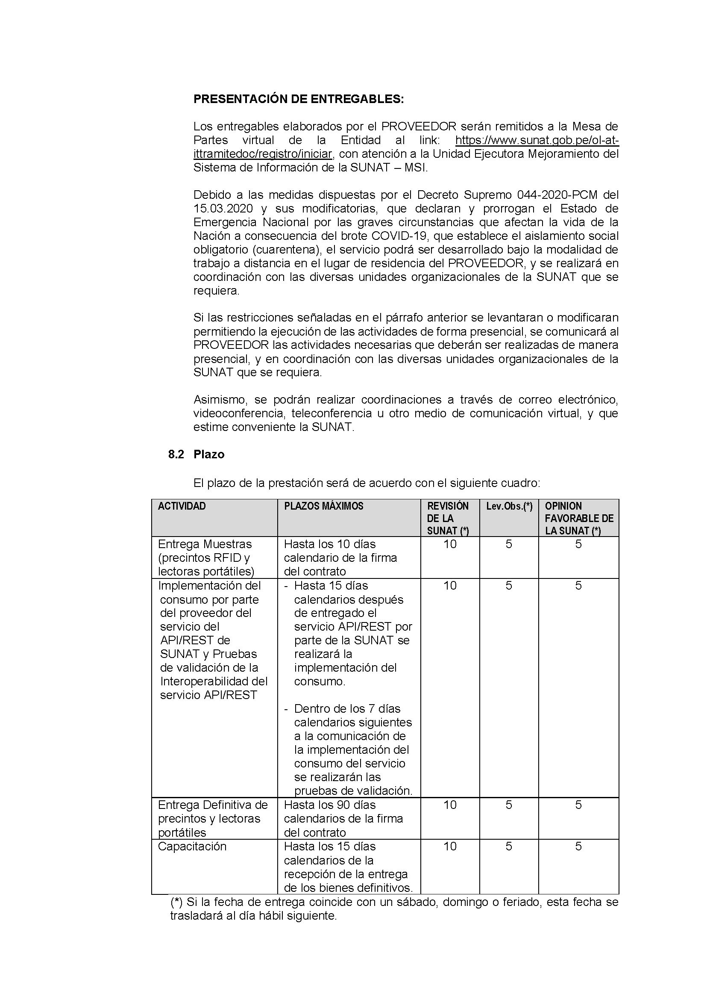 PRESENTACIÓN DE ENTREGABLES:
Los entregables elaborados por el PROVEEDOR serán remitidos a la Mesa de
Partes virtual de la Entidad al link: https://www.sunat.gob.pe/ol-at-
ittramitedoc/registro/iniciar, con atención a la Unidad Ejecutora Mejoramiento del
Sistema de Información de la SUNAT – MSI.
Debido a las medidas dispuestas por el Decreto Supremo 044-2020-PCM del
15.03.2020 y sus modificatorias, que declaran y prorrogan el Estado de
Emergencia Nacional por las graves circunstancias que afectan la vida de la
Nación a consecuencia del brote COVID-19, que establece el aislamiento social
obligatorio (cuarentena), el servicio podrá ser desarrollado bajo la modalidad de
trabajo a distancia en el lugar de residencia del PROVEEDOR, y se realizará en
coordinación con las diversas unidades organizacionales de la SUNAT que se
requiera.
Si las restricciones señaladas en el párrafo anterior se levantaran o modificaran
permitiendo la ejecución de las actividades de forma presencial, se comunicará al
PROVEEDOR las actividades necesarias que deberán ser realizadas de manera
presencial, y en coordinación con las diversas unidades organizacionales de la
SUNAT que se requiera.
Asimismo, se podrán realizar coordinaciones a través de correo electrónico,
videoconferencia, teleconferencia u otro medio de comunicación virtual, y que
estime conveniente la SUNAT.
8.2 Plazo
El plazo de la prestación será de acuerdo con el siguiente cuadro:
ACTIVIDAD
PLAZOS MÁXIMOS
REVISIÓN
DE LA
SUNAT (*)
Lev.Obs.(*)
OPINION
FAVORABLE DE
LA SUNAT (*)
Entrega Muestras
(precintos RFID y
lectoras portátiles)
Hasta los 10 días
calendario de la firma
del contrato
10
5
5
Implementación del
consumo por parte
del proveedor del
servicio del
API/REST de
SUNAT y Pruebas
de validación de la
Interoperabilidad del
servicio API/REST
- Hasta 15 días
calendarios después
de entregado el
servicio API/REST por
parte de la SUNAT se
realizará la
implementación del
consumo.
- Dentro de los 7 días
calendarios siguientes
a la comunicación de
la implementación del
consumo del servicio
se realizarán las
pruebas de validación.
10
5
5
Entrega Definitiva de
precintos y lectoras
portátiles
Hasta los 90 días
calendarios de la firma
del contrato
10
5
5
Capacitación
Hasta los 15 días
calendarios de la
recepción de la entrega
de los bienes definitivos.
10
5
5
(*) Si la fecha de entrega coincide con un sábado, domingo o feriado, esta fecha se
trasladará al día hábil siguiente.